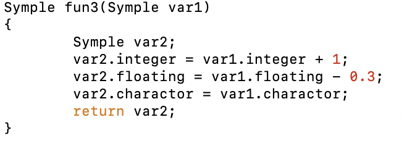 Symple fun3(Symple var1)
{
        Symple var2;
        var2.integer = var1.integer + 1;
        var2.floating = var1.floating - 0.3;
        var2.charactor = var1.charactor;
        return var2;
}